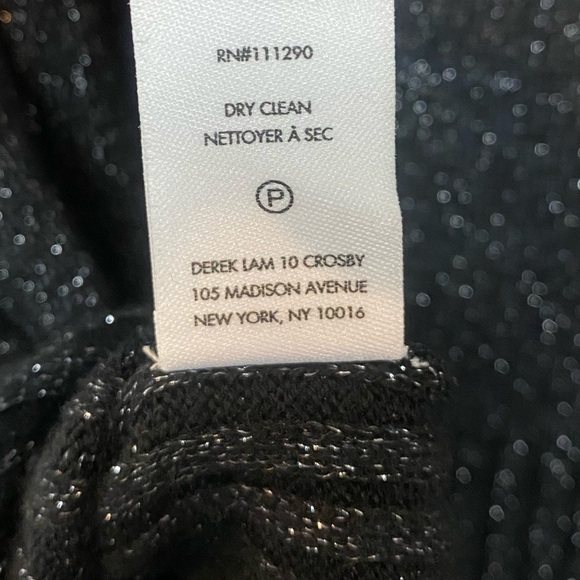 RN#111290
DRY CLEAN
NETTOYER À SEC
P
DEREK LAM 10 CROSBY
105 MADISON AVENUE
NEW YORK, NY 10016